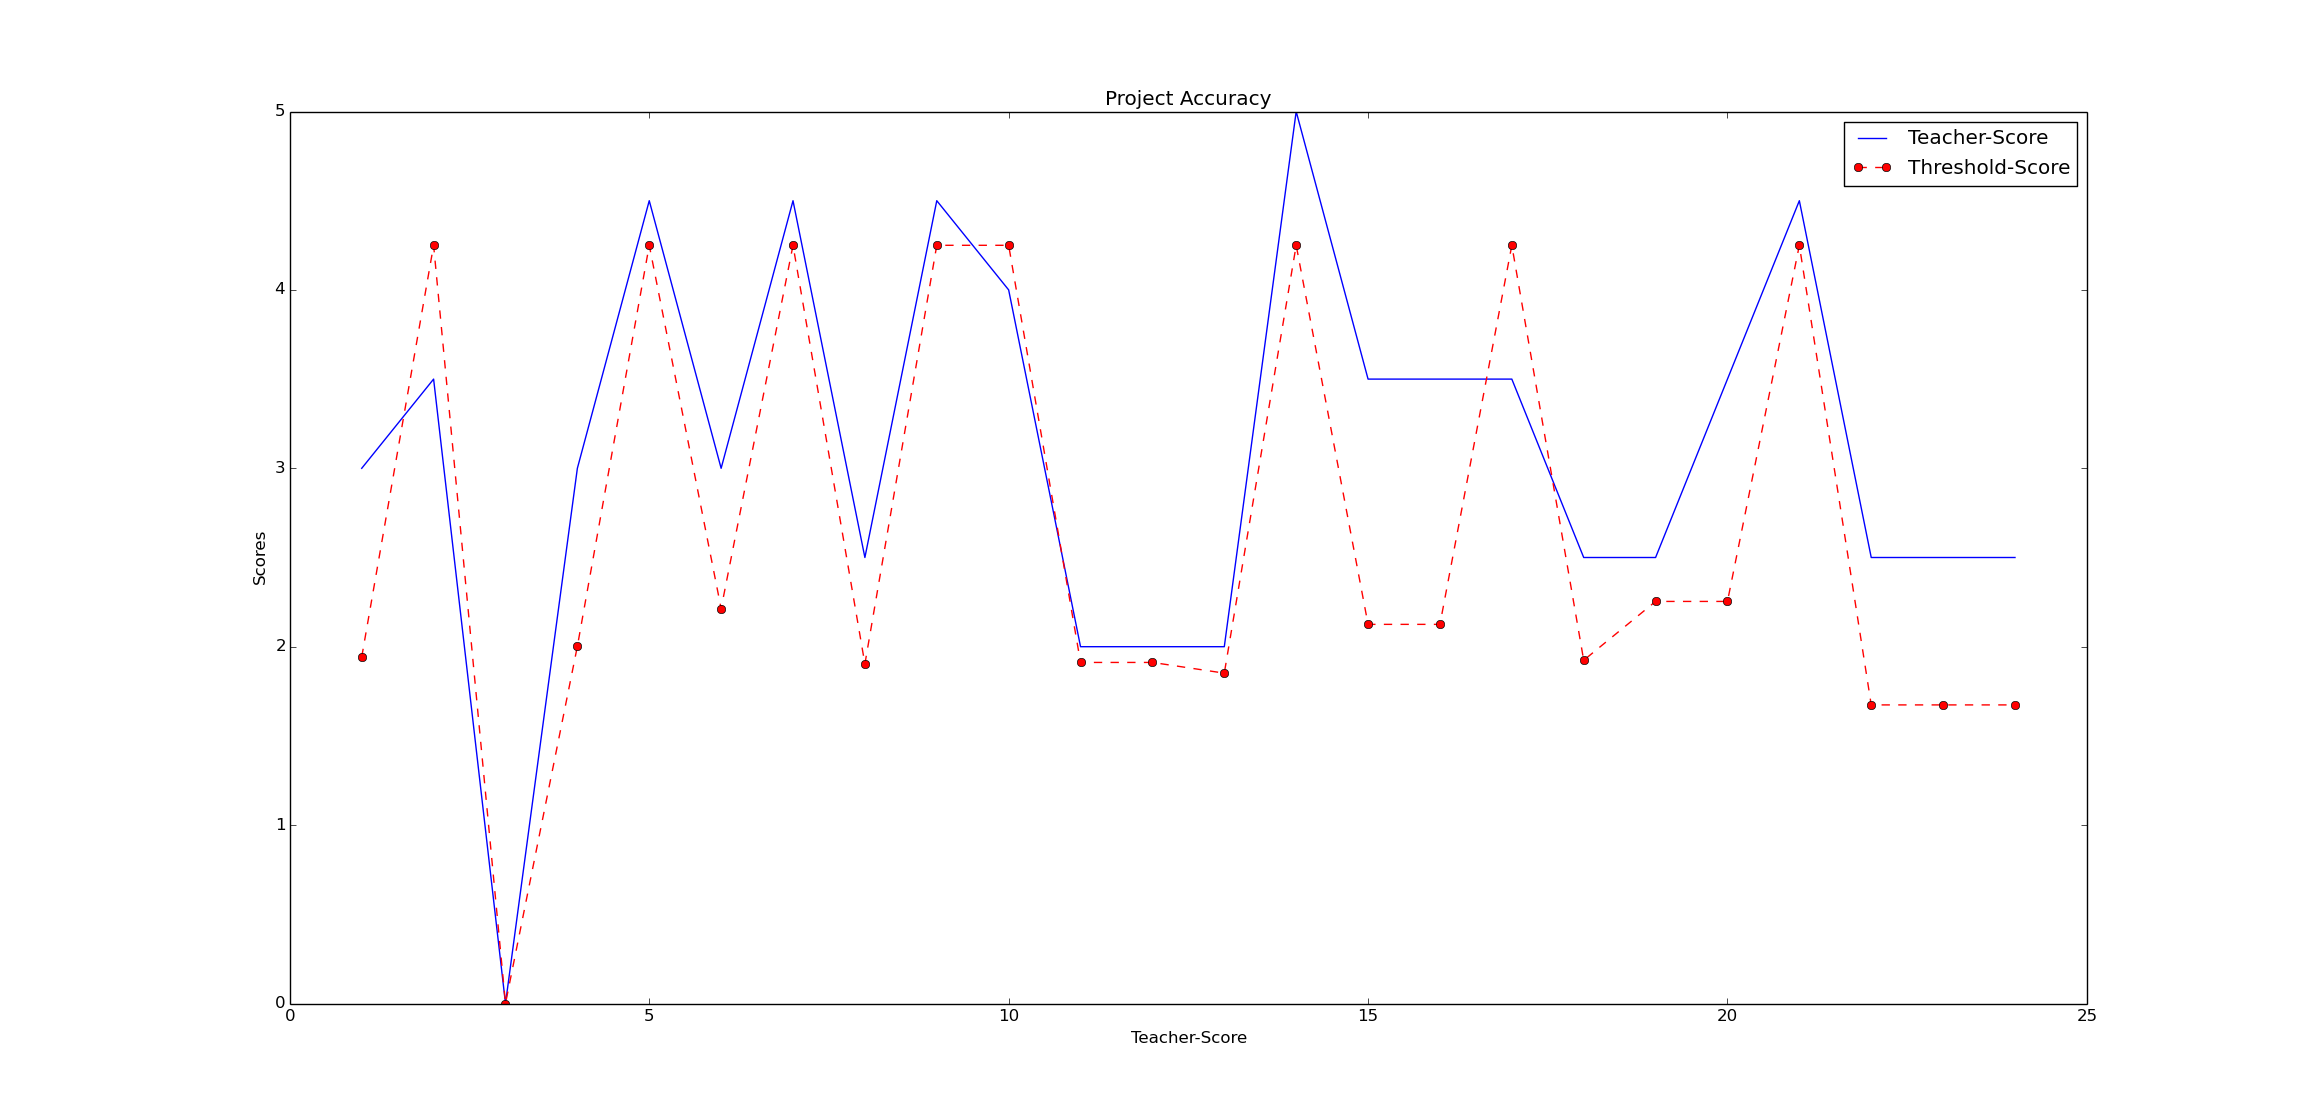 Project Accuracy
5
4
3
2
1
0
Scores
0 5 10 15 20 25
Teacher-Score
Teacher-Score
Threshold-Score